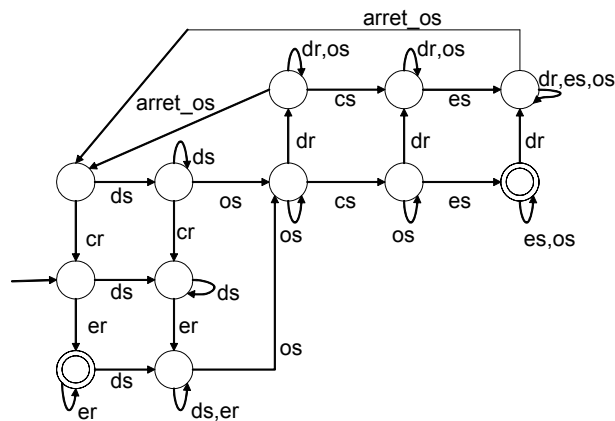 arret_os
dr,os
dr,os
dr,es,os
arret_os
cs
es
dr
dr
dr
ds
ds
os
cs
es
cr
cr
os
os
os
es,os
ds
ds
er
er
os
ds
er
ds,er